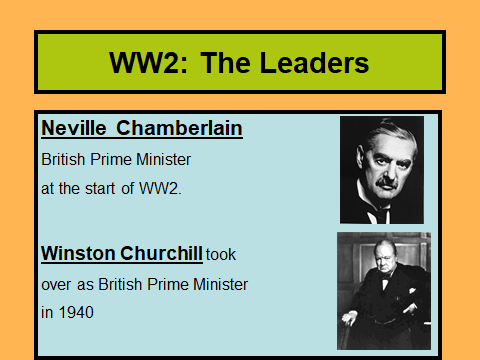 WW2: The Leaders
Neville Chamberlain
British Prime Minister
at the start of WW2.
Winston Churchill took
over as British Prime Minister
in 1940